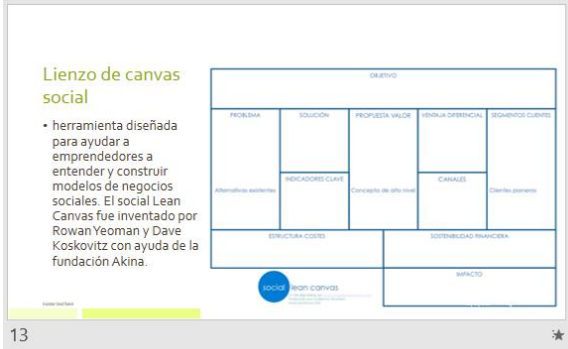 Lienzo de canvas
social
• herramienta diseñada
para ayudar a
emprendedores a
entender y construir
modelos de negocios
sociales. El social Lean
Canvas fue inventado por
Rowan Yeoman y Dave
Koskovitz con ayuda de la
fundación Akina.
OBJETIVO
PROBLEMA
Alternativas existentes
SOLUCIÓN
INDICADORES CLAVE
PROPUESTA VALOR
Concepto de alto nivel
VENTAJA DIFERENCIAL
CANALES
SEGMENTOS CLIENTES
Clientes pioneros
ESTRUCTURA COSTES
SOSTENIBILIDAD FINANCIERA
IMPACTO
social lean canvas
13